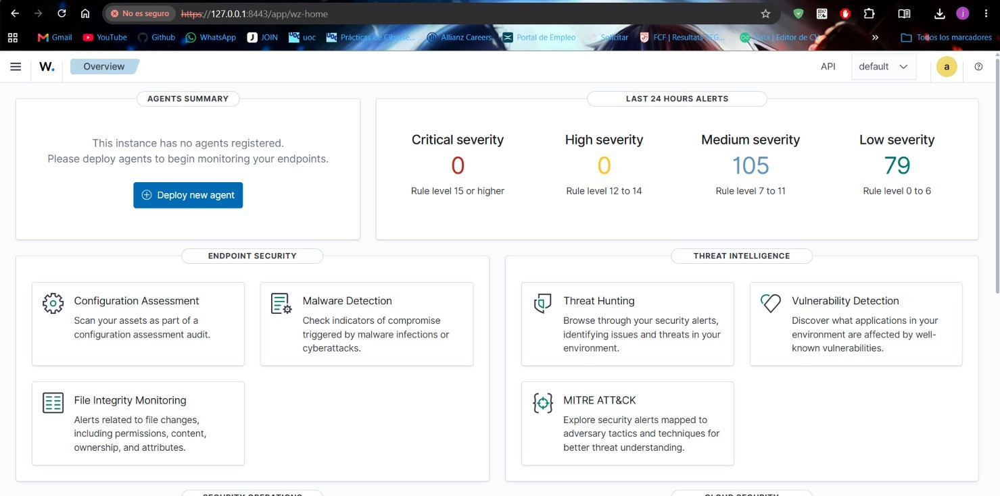 No es seguro https://127.0.0.1:8443/app/wz-home
Gmail YouTube Github WhatsApp JOIN uoc Prácticas de Ciberse... Allianz Careers Portal de Empleo Solicitar FCF | Resultats SEG... Nata | Editor de CV » Todos los marcadores
W. Overview API default a
AGENTS SUMMARY
This instance has no agents registered.
Please deploy agents to begin monitoring your endpoints.
Deploy new agent
LAST 24 HOURS ALERTS
Critical severity
0
Rule level 15 or higher
High severity
0
Rule level 12 to 14
Medium severity
105
Rule level 7 to 11
Low severity
79
Rule level 0 to 6
ENDPOINT SECURITY
Configuration Assessment
Scan your assets as part of a
configuration assessment audit.
Malware Detection
Check indicators of compromise
triggered by malware infections or
cyberattacks.
File Integrity Monitoring
Alerts related to file changes,
including permissions, content,
ownership, and attributes.
THREAT INTELLIGENCE
Threat Hunting
Browse through your security alerts,
identifying issues and threats in your
environment.
Vulnerability Detection
Discover what applications in your
environment are affected by well-
known vulnerabilities.
MITRE ATT&CK
Explore security alerts mapped to
adversary tactics and techniques for
better threat understanding.
SECURITY OPERATIONS
CLOUD SECURITY